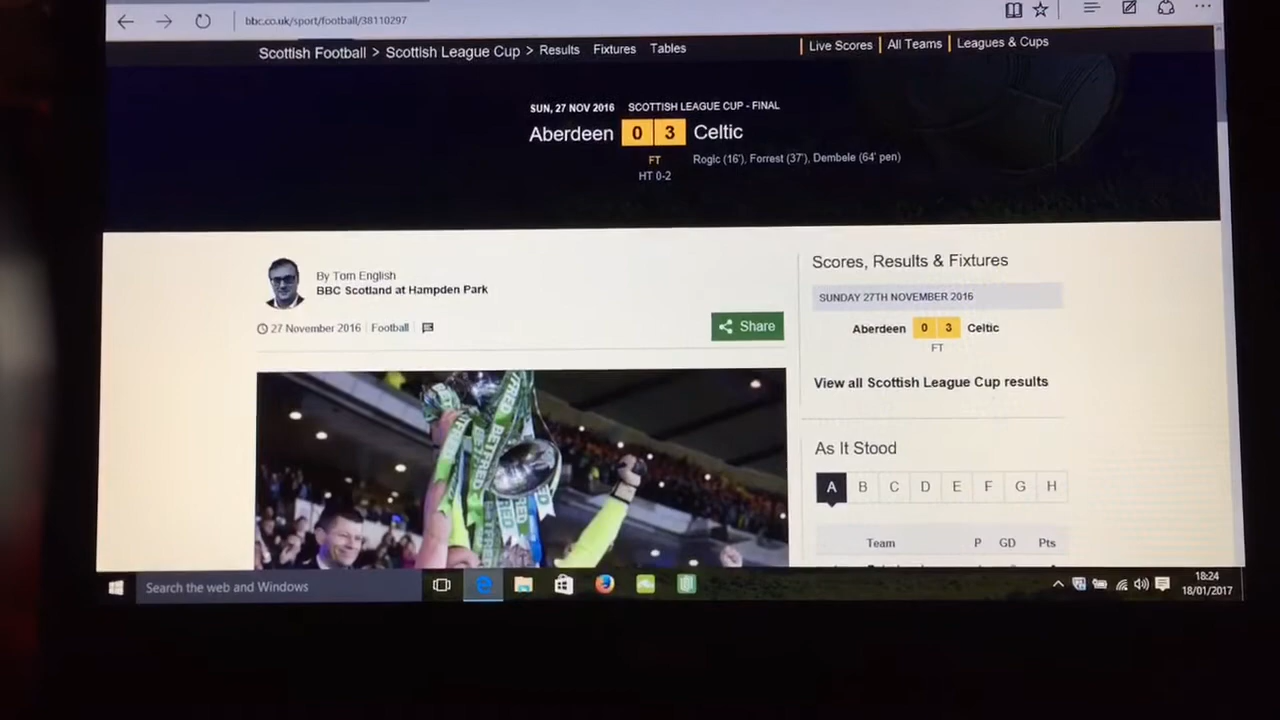 bbc.co.uk/sport/football/38110297
Scottish Football > Scottish League Cup > Results Fixtures Tables
Live Scores All Teams Leagues & Cups
SUN, 27 NOV 2016 SCOTTISH LEAGUE CUP - FINAL
Aberdeen 0 3 Celtic
FT Rogic (16'), Forrest (37'), Dembele (64' pen)
HT 0-2
By Tom English
BBC Scotland at Hampden Park
27 November 2016 Football
Share
Scores, Results & Fixtures
SUNDAY 27TH NOVEMBER 2016
Aberdeen 0 3 Celtic
FT
View all Scottish League Cup results
As It Stood
A B C D E F G H
Team P GD Pts
BETFRED
BETFRED
Search the web and Windows
18:24
18/01/2017